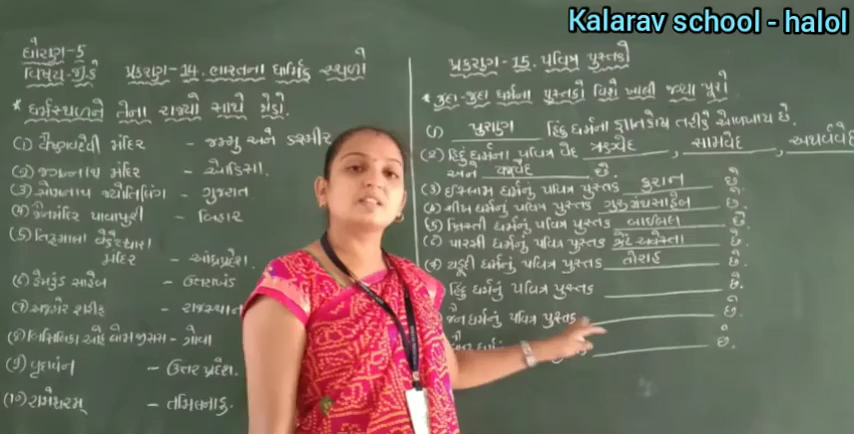 Kalarav school - halol
ધોરણ-5
વિષય-જી.કે પ્રકરણ-14. ભારતના ધાર્મિક સ્થળો
* ધર્મસ્થળને તેના રાજ્યો સાથે જોડો.
(1) વૈષ્ણવદેવી મંદિર - જમ્મુ અને કશ્મીર
(2) જગન્નાથ મંદિર - ઓડિસા.
(3) સોમનાથ જ્યોતિર્લિંગ - ગુજરાત
(4) જૈનમંદિર પાવાપુરી - બિહાર
(5) તિરુમાલા
મંદિર - આંધ્રપ્રદેશ.
(6) હેમકુંડ સાહેબ - ઉત્તરાખંડ
(7) અજમેર શરીફ - રાજસ્થાન
(8) બેસિલિકા ઓફ બોમ જીસસ - ગોવા
(9) વૃંદાવન - ઉત્તર પ્રદેશ.
(10) રામેશ્વરમ્ - તમિલનાડુ.
પ્રકરણ-15. પવિત્ર પુસ્તકો
* જુદા-જુદા ધર્મના પુસ્તકો વિશે ખાલી જગ્યા પૂરો
(1) પુરાણ હિંદુ ધર્મના જ્ઞાનકોષ તરીકે ઓળખાય છે.
(2) હિંદુ ધર્મના પવિત્ર વેદ ઋગ્વેદ, સામવેદ, અથર્વવેદ
અને યજુર્વેદ છે.
(3) ઇસ્લામ ધર્મનું પવિત્ર પુસ્તક કુરાન છે
(4) શીખ ધર્મનું પવિત્ર પુસ્તક ગુરુગ્રંથસાહેબ છે.
(5) ખ્રિસ્તી ધર્મનું પવિત્ર પુસ્તક બાઇબલ છે
(6) પારસી ધર્મનું પવિત્ર પુસ્તક ઝેંદ અવેસ્તા છે.
(7) યહૂદી ધર્મનું પવિત્ર પુસ્તક તોરાહ છે.
હિંદુ ધર્મનું પવિત્ર પુસ્તક ______ છે.
જૈન ધર્મનું પવિત્ર પુસ્તક ______ છે.
______ છે.